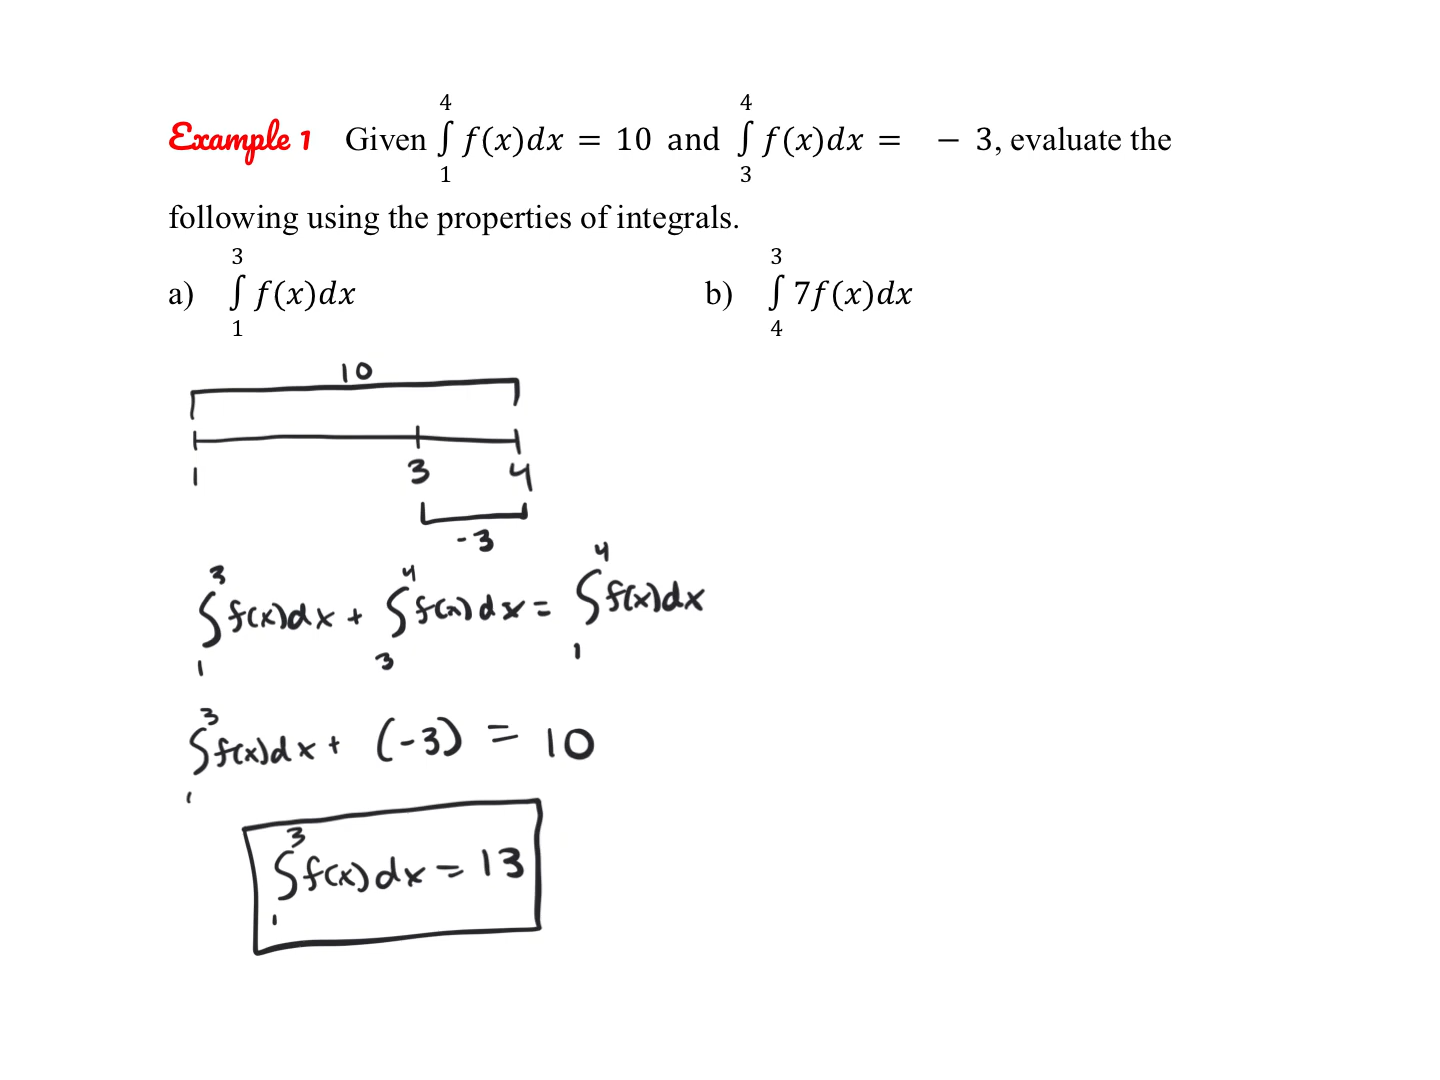 Example 1 Given ∫₁⁴ f(x)dx = 10 and ∫₃⁴ f(x)dx = − 3, evaluate the
following using the properties of integrals.
a) ∫₁³ f(x)dx b) ∫₄³ 7f(x)dx
10
1 3 4
-3
∫₁³ f(x)dx + ∫₃⁴ f(x)dx = ∫₁⁴ f(x)dx
∫₁³ f(x)dx + (-3) = 10
∫₁³ f(x)dx = 13